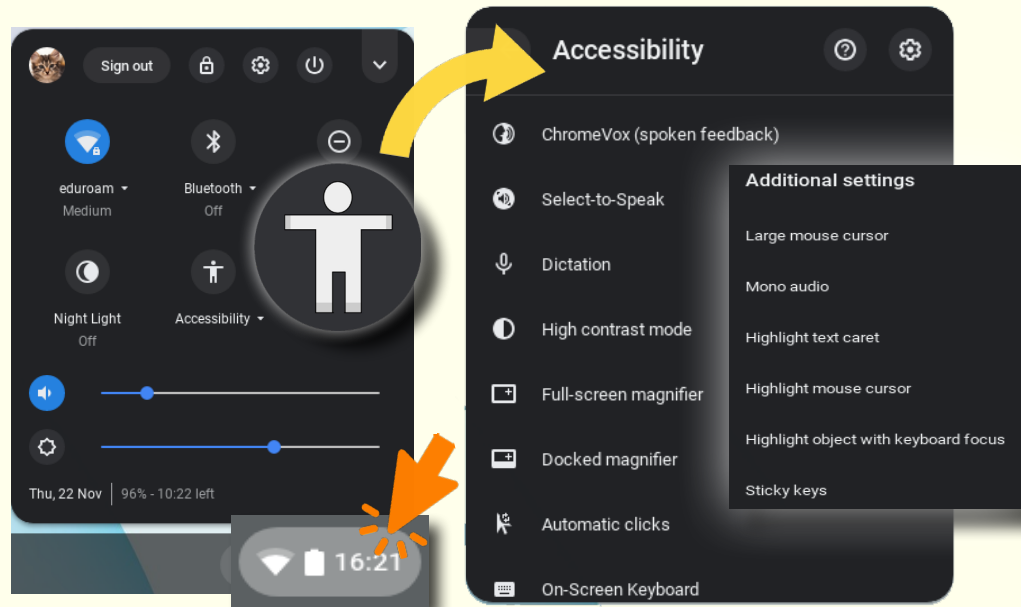 Sign out
eduroam
Medium
Bluetooth
Off
Night Light
Off
Accessibility
Thu, 22 Nov
96% - 10:22 left
16:21
Accessibility
ChromeVox (spoken feedback)
Select-to-Speak
Dictation
High contrast mode
Full-screen magnifier
Docked magnifier
Automatic clicks
On-Screen Keyboard
Additional settings
Large mouse cursor
Mono audio
Highlight text caret
Highlight mouse cursor
Highlight object with keyboard focus
Sticky keys